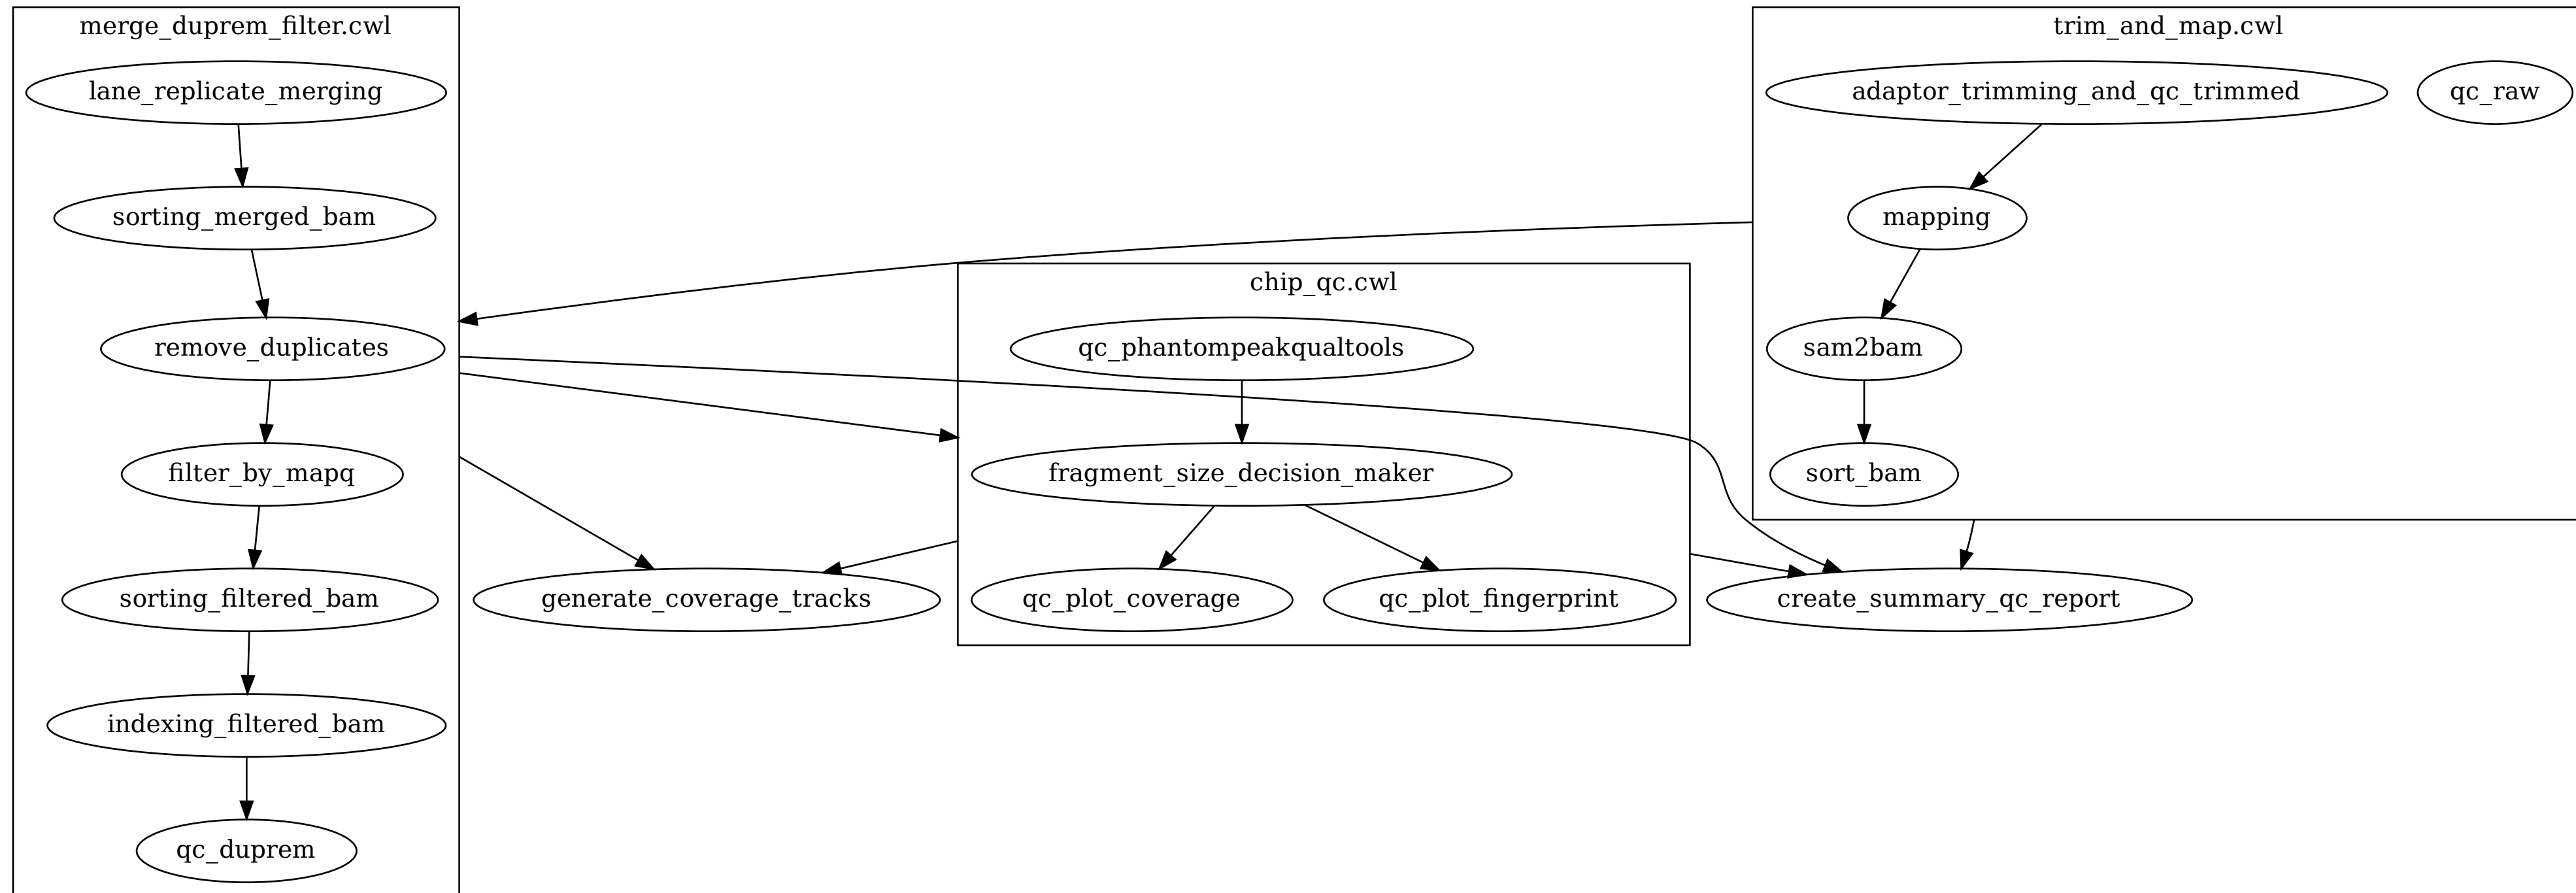 merge_duprem_filter.cwl
lane_replicate_merging
sorting_merged_bam
remove_duplicates
filter_by_mapq
sorting_filtered_bam
indexing_filtered_bam
qc_duprem
generate_coverage_tracks
chip_qc.cwl
qc_phantompeakqualtools
fragment_size_decision_maker
qc_plot_coverage
qc_plot_fingerprint
trim_and_map.cwl
adaptor_trimming_and_qc_trimmed
qc_raw
mapping
sam2bam
sort_bam
create_summary_qc_report